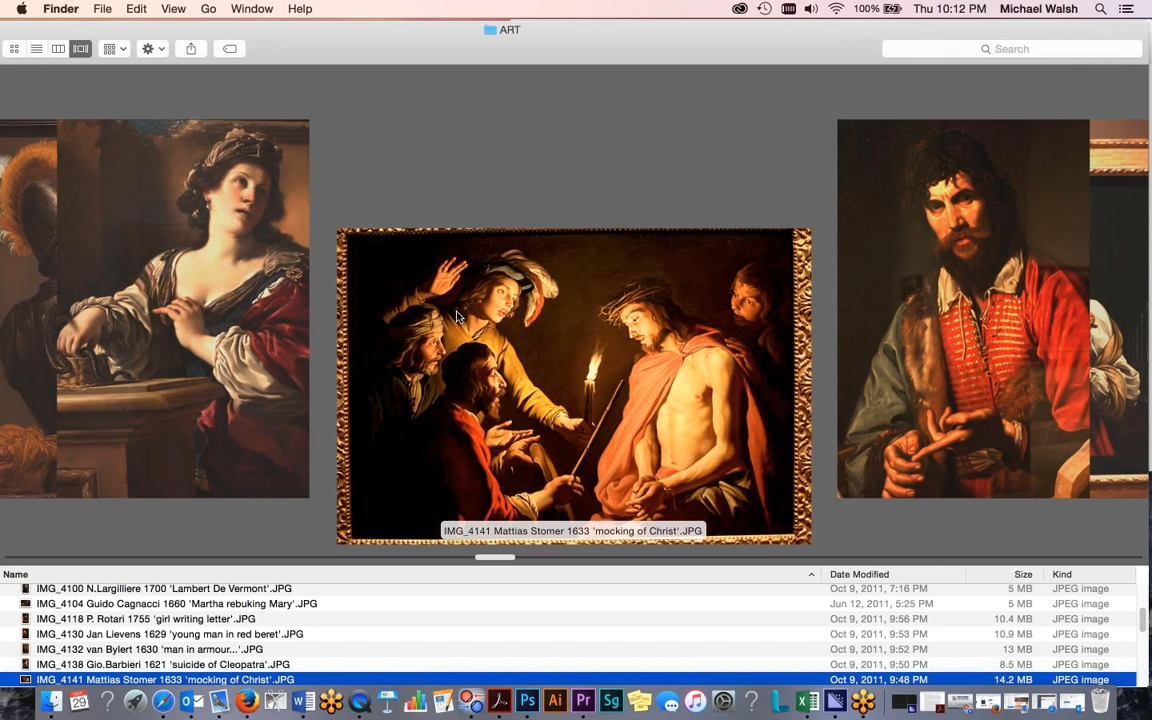 Finder File Edit View Go Window Help 100% Thu 10:12 PM Michael Walsh
ART
Search
IMG_4141 Mattias Stomer 1633 'mocking of Christ'.JPG
Name Date Modified Size Kind
IMG_4100 N.Largilliere 1700 'Lambert De Vermont'.JPG Oct 9, 2011, 7:16 PM 5 MB JPEG image
IMG_4104 Guido Cagnacci 1660 'Martha rebuking Mary'.JPG Jun 12, 2011, 5:25 PM 5 MB JPEG image
IMG_4118 P. Rotari 1755 'girl writing letter'.JPG Oct 9, 2011, 9:56 PM 10.4 MB JPEG image
IMG_4130 Jan Lievens 1629 'young man in red beret'.JPG Oct 9, 2011, 9:53 PM 10.9 MB JPEG image
IMG_4132 van Bylert 1630 'man in armour...'.JPG Oct 9, 2011, 9:52 PM 13 MB JPEG image
IMG_4138 Gio.Barbieri 1621 'suicide of Cleopatra'.JPG Oct 9, 2011, 9:50 PM 8.5 MB JPEG image
IMG_4141 Mattias Stomer 1633 'mocking of Christ'.JPG Oct 9, 2011, 9:48 PM 14.2 MB JPEG image
29 ? W Ps Ai Pr Sg ? L X